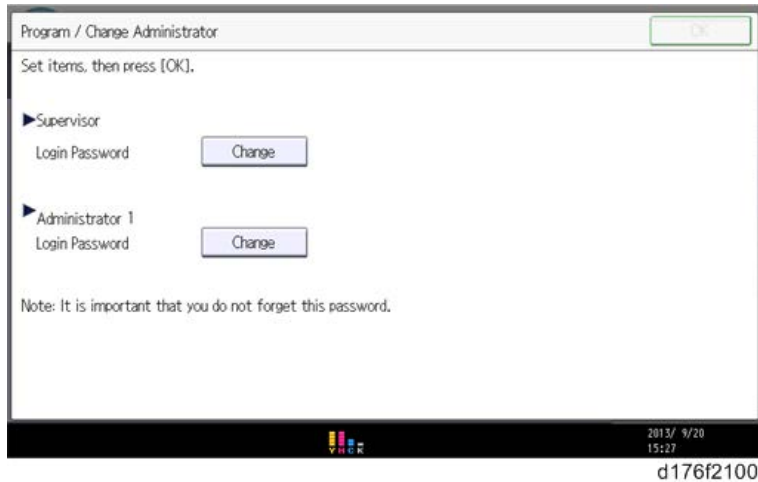 Program / Change Administrator OK
Set items, then press [OK].
▶Supervisor
Login Password Change
▶Administrator 1
Login Password Change
Note: It is important that you do not forget this password.
Y M C K
2013/ 9/20
15:27
d176f2100